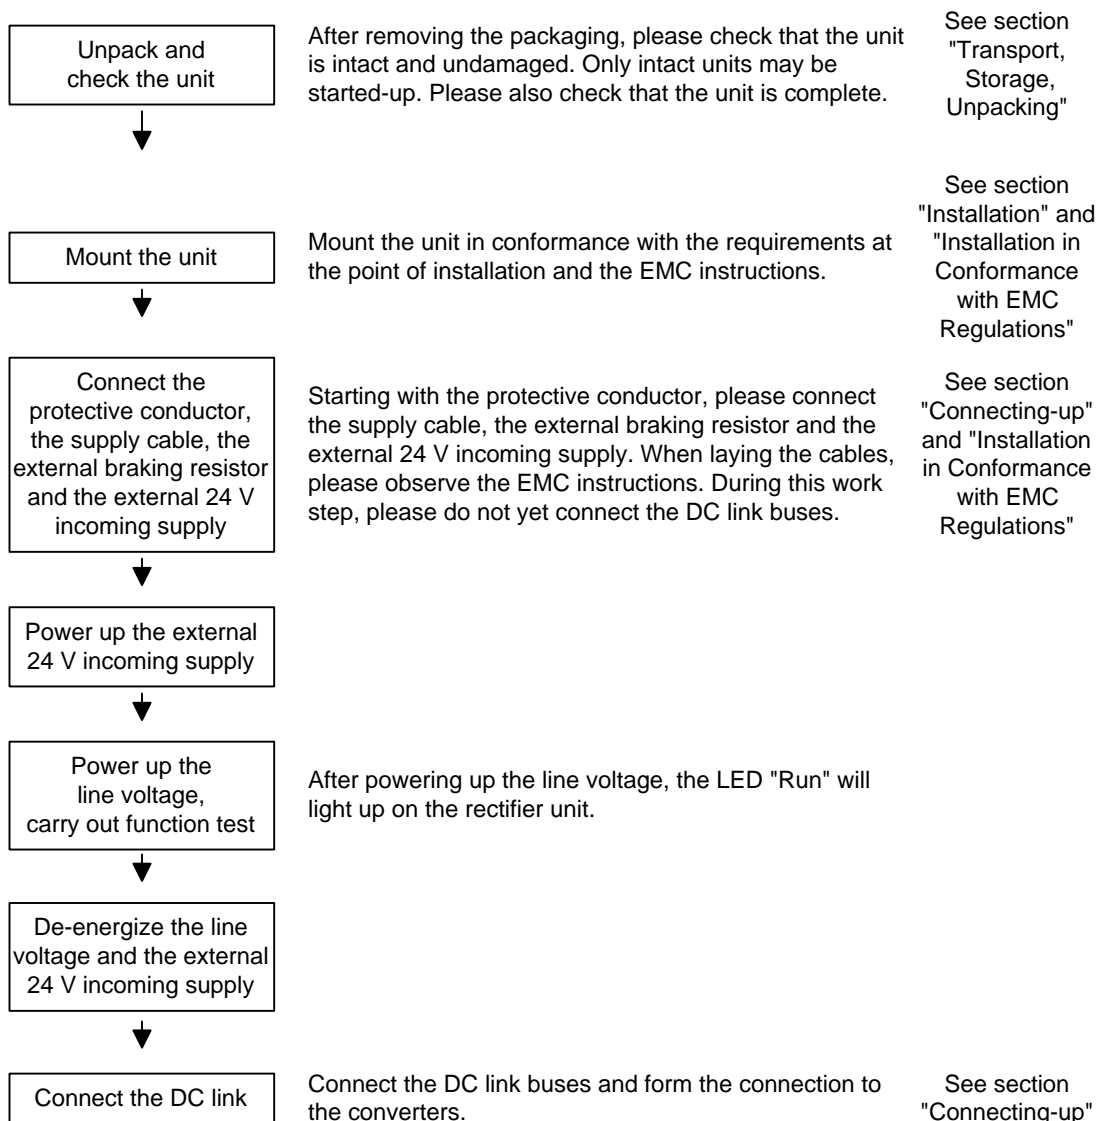 Unpack and
check the unit
After removing the packaging, please check that the unit
is intact and undamaged. Only intact units may be
started-up. Please also check that the unit is complete.
See section
"Transport,
Storage,
Unpacking"
Mount the unit
Mount the unit in conformance with the requirements at
the point of installation and the EMC instructions.
See section
"Installation" and
"Installation in
Conformance
with EMC
Regulations"
Connect the
protective conductor,
the supply cable, the
external braking resistor
and the external 24 V
incoming supply
Starting with the protective conductor, please connect
the supply cable, the external braking resistor and the
external 24 V incoming supply. When laying the cables,
please observe the EMC instructions. During this work
step, please do not yet connect the DC link buses.
See section
"Connecting-up"
and "Installation
in Conformance
with EMC
Regulations"
Power up the external
24 V incoming supply
Power up the
line voltage,
carry out function test
After powering up the line voltage, the LED "Run" will
light up on the rectifier unit.
De-energize the line
voltage and the external
24 V incoming supply
Connect the DC link
Connect the DC link buses and form the connection to
the converters.
See section
"Connecting-up"